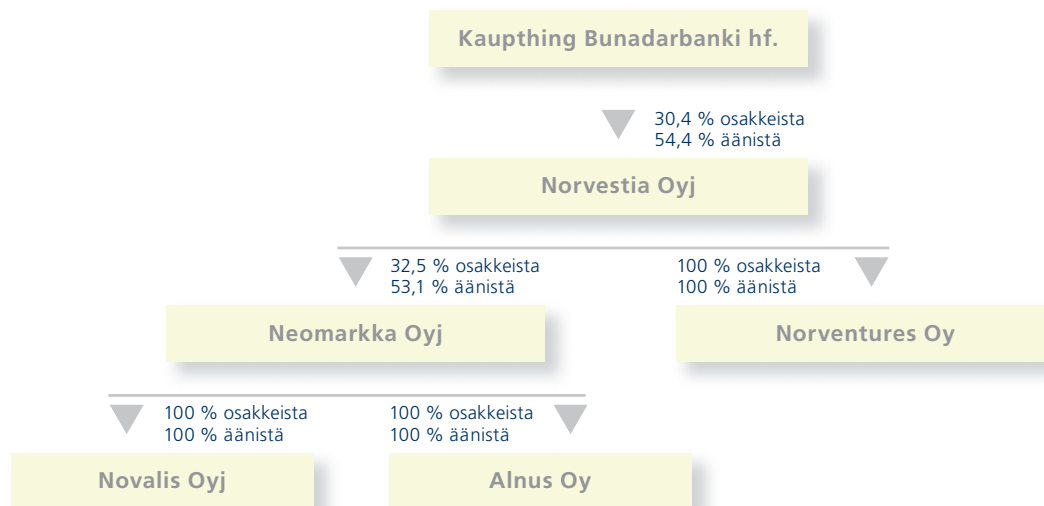 Kaupthing Bunadarbanki hf.
30,4 % osakkeista
54,4 % äänistä
Norvestia Oyj
32,5 % osakkeista
53,1 % äänistä
100 % osakkeista
100 % äänistä
Neomarkka Oyj
Norventures Oy
100 % osakkeista
100 % äänistä
100 % osakkeista
100 % äänistä
Novalis Oyj
Alnus Oy